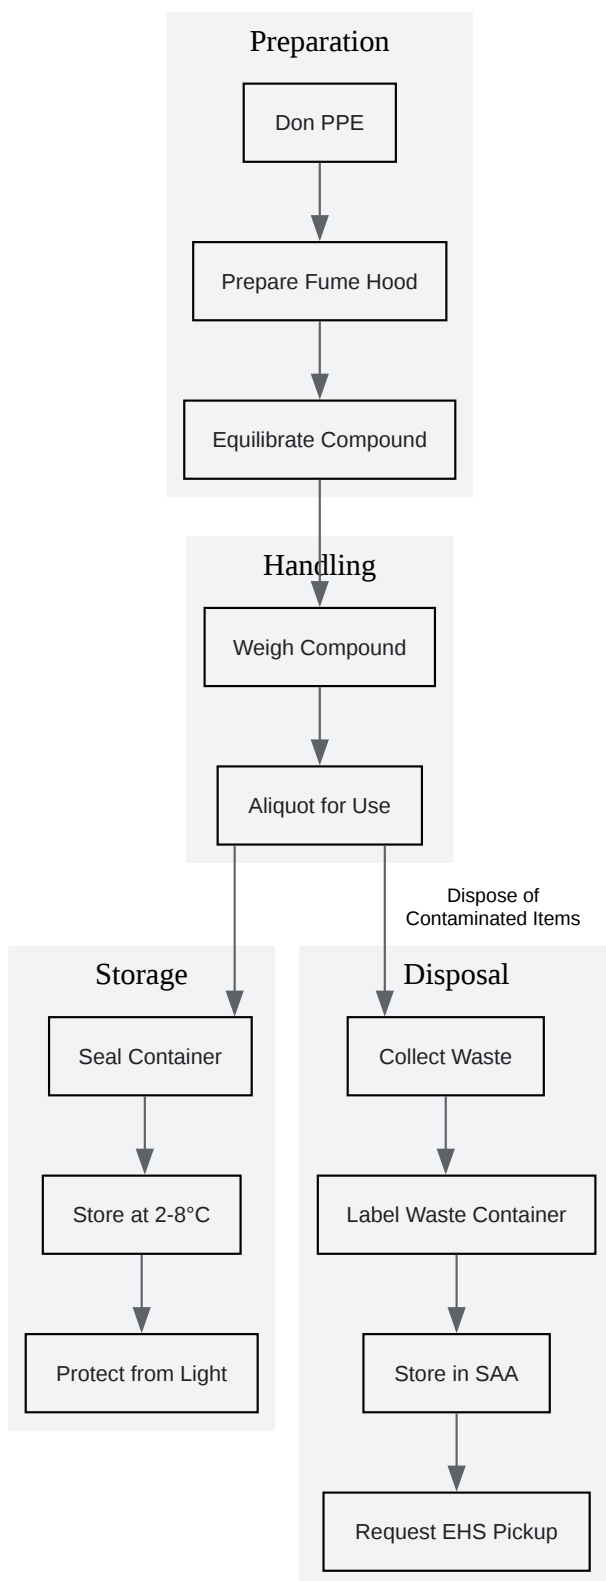 Preparation
Don PPE
Prepare Fume Hood
Equilibrate Compound
Handling
Weigh Compound
Aliquot for Use
Dispose of
Contaminated Items
Storage
Seal Container
Store at 2-8°C
Protect from Light
Disposal
Collect Waste
Label Waste Container
Store in SAA
Request EHS Pickup